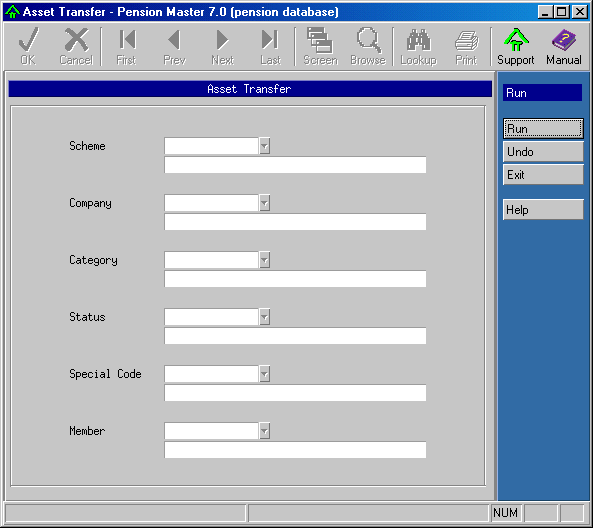 Asset Transfer - Pension Master 7.0 (pension database)
OK Cancel First Prev Next Last Screen Browse Lookup Print Support Manual
Asset Transfer
Run
Scheme
Run
Undo
Exit
Company
Help
Category
Status
Special Code
Member
NUM